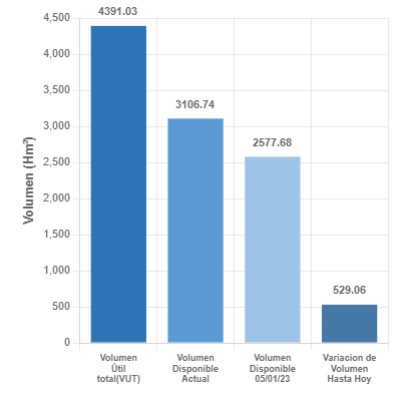 4,500
4,000
3,500
3,000
2,500
2,000
1,500
1,000
500
0
Volumen (Hm³)
4391.03
3106.74
2577.68
529.06
Volumen
Útil
total(VUT)
Volumen
Disponible
Actual
Volumen
Disponible
05/01/23
Variacion de
Volumen
Hasta Hoy